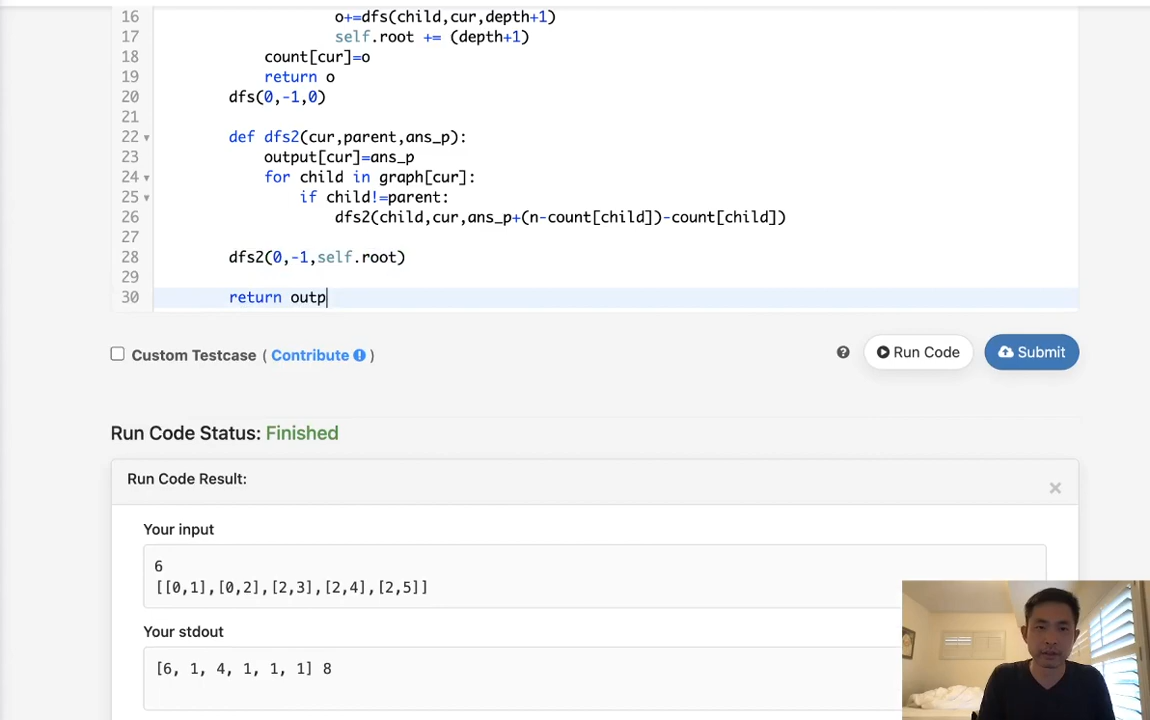 16 o+=dfs(child,cur,depth+1)
17 self.root += (depth+1)
18 count[cur]=o
19 return o
20 dfs(0,-1,0)
21
22 def dfs2(cur,parent,ans_p):
23 output[cur]=ans_p
24 for child in graph[cur]:
25 if child!=parent:
26 dfs2(child,cur,ans_p+(n-count[child])-count[child])
27
28 dfs2(0,-1,self.root)
29
30 return outp
Custom Testcase ( Contribute )
? Run Code Submit
Run Code Status: Finished
Run Code Result: ×
Your input
6
[[0,1],[0,2],[2,3],[2,4],[2,5]]
Your stdout
[6, 1, 4, 1, 1, 1] 8